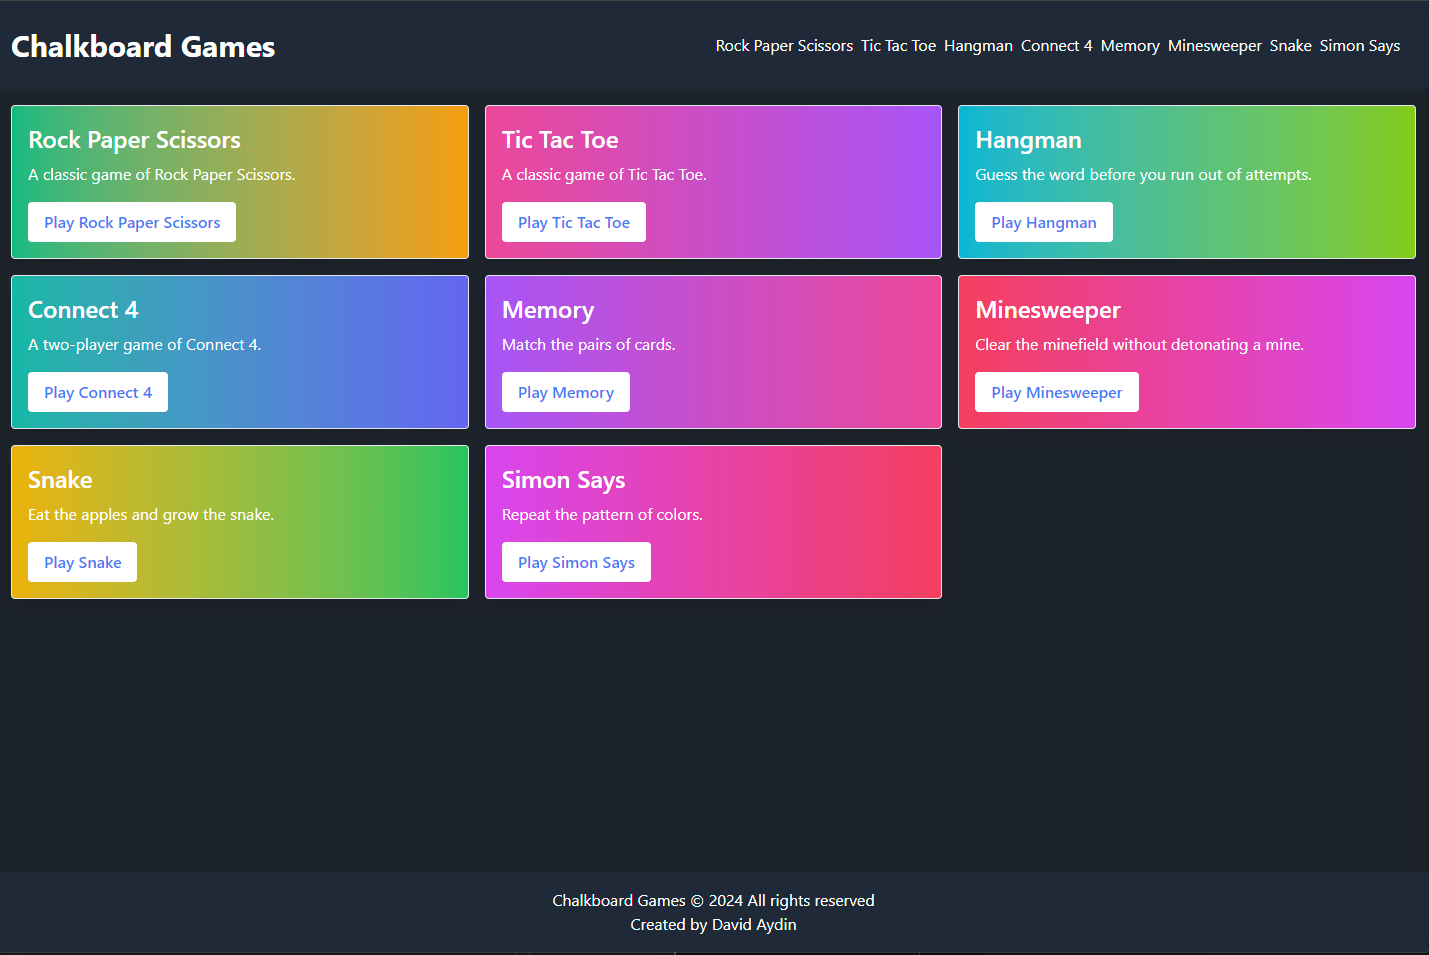 Chalkboard Games
Rock Paper Scissors Tic Tac Toe Hangman Connect 4 Memory Minesweeper Snake Simon Says
Rock Paper Scissors
A classic game of Rock Paper Scissors.
Play Rock Paper Scissors
Tic Tac Toe
A classic game of Tic Tac Toe.
Play Tic Tac Toe
Hangman
Guess the word before you run out of attempts.
Play Hangman
Connect 4
A two-player game of Connect 4.
Play Connect 4
Memory
Match the pairs of cards.
Play Memory
Minesweeper
Clear the minefield without detonating a mine.
Play Minesweeper
Snake
Eat the apples and grow the snake.
Play Snake
Simon Says
Repeat the pattern of colors.
Play Simon Says
Chalkboard Games © 2024 All rights reserved
Created by David Aydin